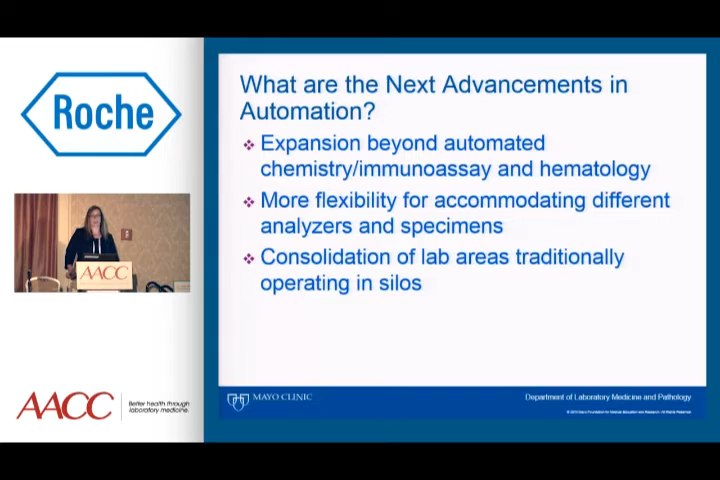 Roche
AACC
AACC
Better health through
laboratory medicine.
What are the Next Advancements in
Automation?
Expansion beyond automated
chemistry/immunoassay and hematology
More flexibility for accommodating different
analyzers and specimens
Consolidation of lab areas traditionally
operating in silos
MAYO CLINIC
Department of Laboratory Medicine and Pathology